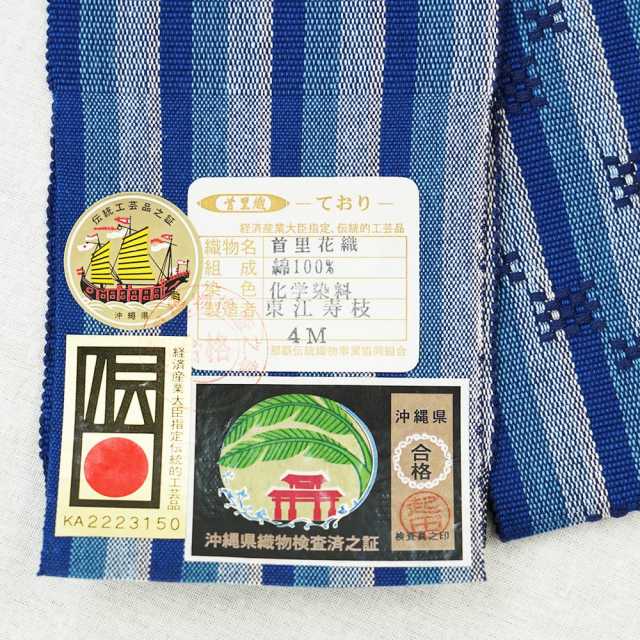 伝統工芸品之証
沖縄県
首里織
ーておりー
経済産業大臣指定、伝統的工芸品
織物名 首里花織
組成 綿100%
染色 化学染料
製造者 東江寿枝
4M
那覇伝統織物事業協同組合
伝
経済産業大臣指定伝統的工芸品
KA2223150
沖縄県
合格
検査員之印
沖縄県織物検査済之証